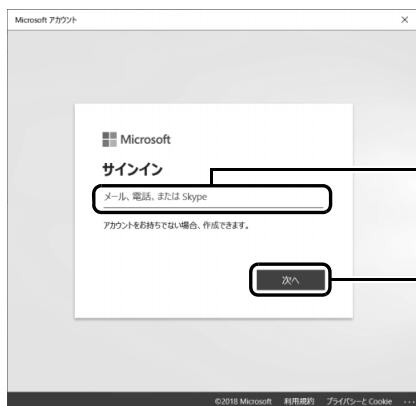 Microsoft アカウント
Microsoft
サインイン
メール、電話、または Skype
アカウントをお持ちでない場合、作成できます。
次へ
©2018 Microsoft 利用規約 プライバシーと Cookie ...